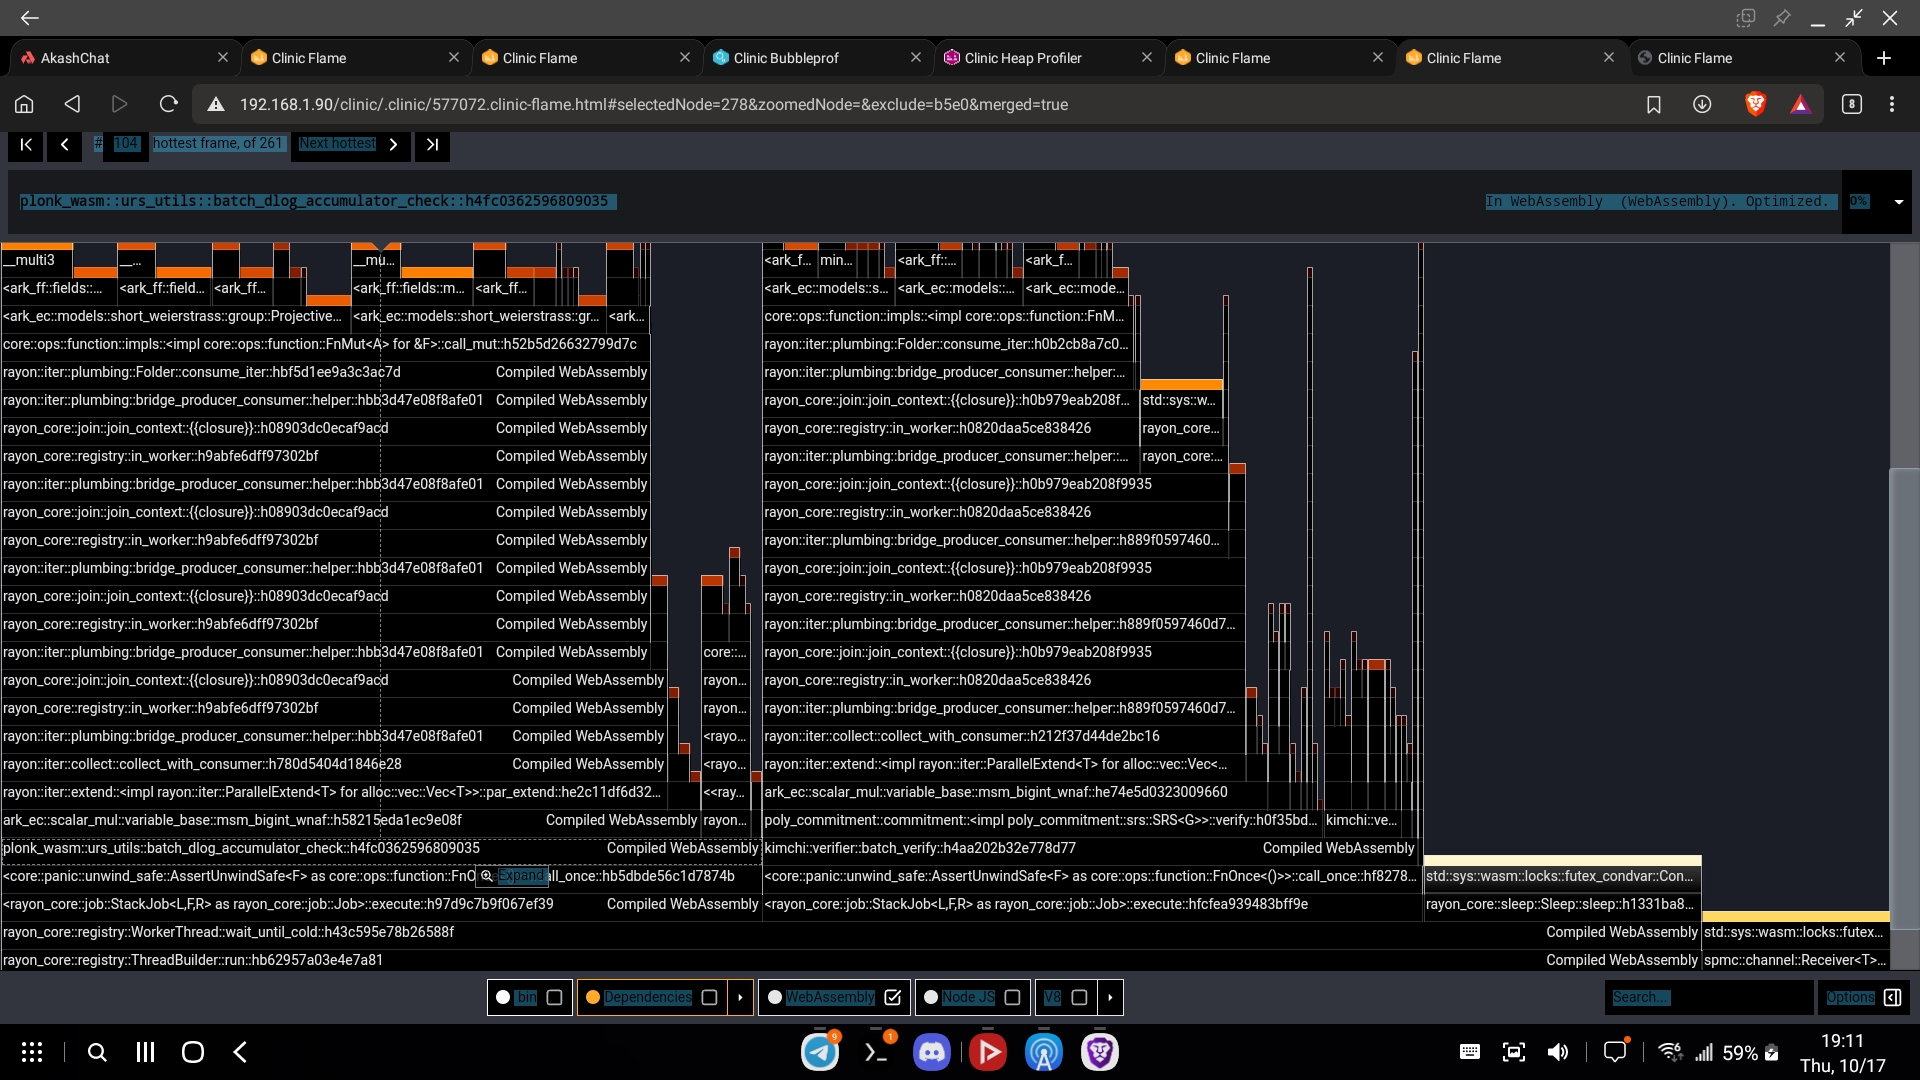 AkashChat
Clinic Flame
Clinic Flame
Clinic Bubbleprof
Clinic Heap Profiler
Clinic Flame
Clinic Flame
Clinic Flame
192.168.1.90/clinic/.clinic/577072.clinic-flame.html#selectedNode=278&zoomedNode=&exclude=b5e0&merged=true
8
# 104 hottest frame, of 261 Next hottest
plonk_wasm::urs_utils::batch_dlog_accumulator_check::h4fc0362596809035 In WebAssembly (WebAssembly). Optimized. 0%
__multi3 __... __mu... <ark_f... min... <ark_ff::... <ark_f...
<ark_ff::fields::... <ark_ff::field... <ark_ff... <ark_ff::fields::m... <ark_ff... <ark_ec::models::s... <ark_ec::models::... <ark_ec::mode...
<ark_ec::models::short_weierstrass::group::Projective... <ark_ec::models::short_weierstrass::gr... <ark... core::ops::function::impls::<impl core::ops::function::FnM...
core::ops::function::impls::<impl core::ops::function::FnMut<A> for &F>::call_mut::h52b5d26632799d7c rayon::iter::plumbing::Folder::consume_iter::h0b2cb8a7c0...
rayon::iter::plumbing::Folder::consume_iter::hbf5d1ee9a3c3ac7d Compiled WebAssembly rayon::iter::plumbing::bridge_producer_consumer::helper:...
rayon::iter::plumbing::bridge_producer_consumer::helper::hbb3d47e08f8afe01 Compiled WebAssembly rayon_core::join::join_context::{{closure}}::h0b979eab208f... std::sys::w...
rayon_core::join::join_context::{{closure}}::h08903dc0ecaf9acd Compiled WebAssembly rayon_core::registry::in_worker::h0820daa5ce838426 rayon_core...
rayon_core::registry::in_worker::h9abfe6dff97302bf Compiled WebAssembly rayon::iter::plumbing::bridge_producer_consumer::helper::... rayon_core:...
rayon::iter::plumbing::bridge_producer_consumer::helper::hbb3d47e08f8afe01 Compiled WebAssembly rayon_core::join::join_context::{{closure}}::h0b979eab208f9935
rayon_core::join::join_context::{{closure}}::h08903dc0ecaf9acd Compiled WebAssembly rayon_core::registry::in_worker::h0820daa5ce838426
rayon_core::registry::in_worker::h9abfe6dff97302bf Compiled WebAssembly rayon::iter::plumbing::bridge_producer_consumer::helper::h889f0597460...
rayon::iter::plumbing::bridge_producer_consumer::helper::hbb3d47e08f8afe01 Compiled WebAssembly rayon_core::join::join_context::{{closure}}::h0b979eab208f9935
rayon_core::join::join_context::{{closure}}::h08903dc0ecaf9acd Compiled WebAssembly rayon_core::registry::in_worker::h0820daa5ce838426
rayon_core::registry::in_worker::h9abfe6dff97302bf Compiled WebAssembly rayon::iter::plumbing::bridge_producer_consumer::helper::h889f0597460d7...
rayon::iter::plumbing::bridge_producer_consumer::helper::hbb3d47e08f8afe01 Compiled WebAssembly core::... rayon_core::join::join_context::{{closure}}::h0b979eab208f9935
rayon_core::join::join_context::{{closure}}::h08903dc0ecaf9acd Compiled WebAssembly rayon... rayon_core::registry::in_worker::h0820daa5ce838426
rayon_core::registry::in_worker::h9abfe6dff97302bf Compiled WebAssembly rayon... rayon::iter::plumbing::bridge_producer_consumer::helper::h889f0597460d7...
rayon::iter::plumbing::bridge_producer_consumer::helper::hbb3d47e08f8afe01 Compiled WebAssembly <rayo... rayon::iter::collect::collect_with_consumer::h212f37d44de2bc16
rayon::iter::collect::collect_with_consumer::h780d5404d1846e28 Compiled WebAssembly <rayo... rayon::iter::extend::<impl rayon::iter::ParallelExtend<T> for alloc::vec::Vec<...
rayon::iter::extend::<impl rayon::iter::ParallelExtend<T> for alloc::vec::Vec<T>>::par_extend::he2c11df6d32... <<ray... ark_ec::scalar_mul::variable_base::msm_bigint_wnaf::he74e5d0323009660
ark_ec::scalar_mul::variable_base::msm_bigint_wnaf::h58215eda1ec9e08f Compiled WebAssembly rayon... poly_commitment::commitment::<impl poly_commitment::srs::SRS<G>>::verify::h0f35bd... kimchi::ve...
plonk_wasm::urs_utils::batch_dlog_accumulator_check::h4fc0362596809035 Compiled WebAssembly kimchi::verifier::batch_verify::h4aa202b32e778d77 Compiled WebAssembly
<core::panic::unwind_safe::AssertUnwindSafe<F> as core::ops::function::FnO Expand all_once::hb5dbde56c1d7874b <core::panic::unwind_safe::AssertUnwindSafe<F> as core::ops::function::FnOnce<()>>::call_once::hf8278... std::sys::wasm::locks::futex_condvar::Con...
<rayon_core::job::StackJob<L,F,R> as rayon_core::job::Job>::execute::h97d9c7b9f067ef39 Compiled WebAssembly <rayon_core::job::StackJob<L,F,R> as rayon_core::job::Job>::execute::hfcfea939483bff9e rayon_core::sleep::Sleep::sleep::h1331ba8...
rayon_core::registry::WorkerThread::wait_until_cold::h43c595e78b26588f Compiled WebAssembly std::sys::wasm::locks::futex...
rayon_core::registry::ThreadBuilder::run::hb62957a03e4e7a81 Compiled WebAssembly spmc::channel::Receiver<T>...
bin Dependencies WebAssembly Node JS V8 Search... Options
9 1 59% 19:11
Thu, 10/17